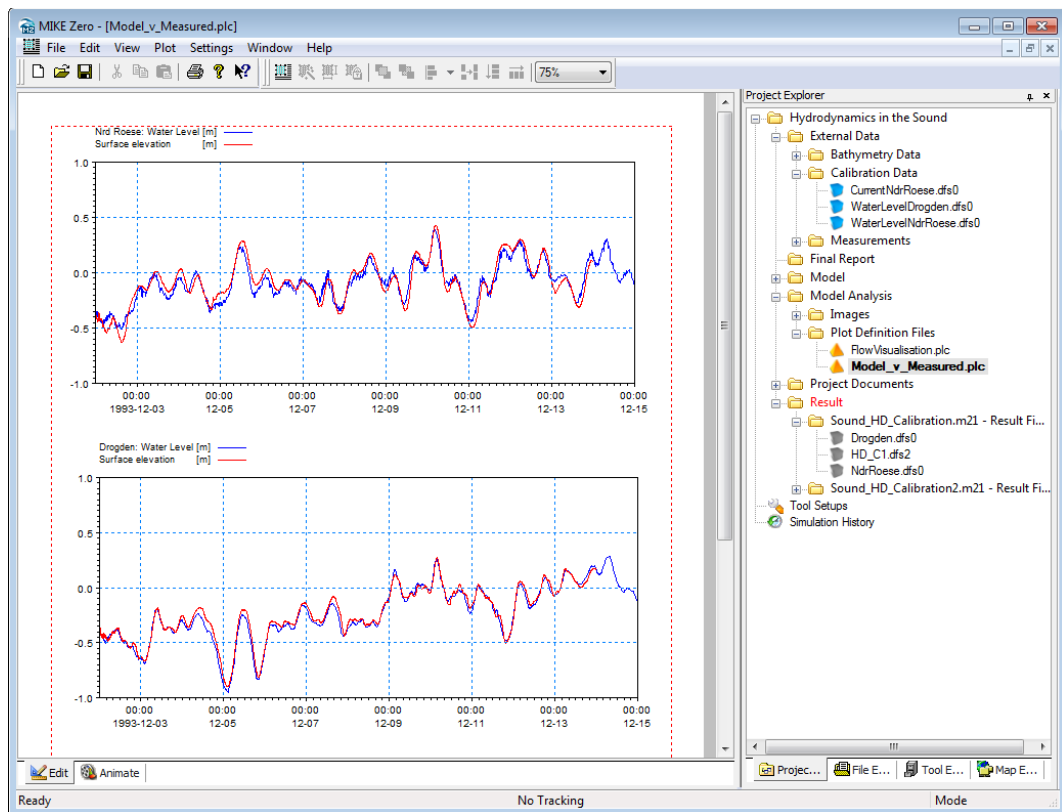 MIKE Zero - [Model_v_Measured.plc]
File Edit View Plot Settings Window Help
75%
Nrd Roese: Water Level [m]
Surface elevation [m]
1.0
0.5
0.0
-0.5
-1.0
00:00 00:00 00:00 00:00 00:00 00:00 00:00
1993-12-03 12-05 12-07 12-09 12-11 12-13 12-15
Drogden: Water Level [m]
Surface elevation [m]
1.0
0.5
0.0
-0.5
-1.0
00:00 00:00 00:00 00:00 00:00 00:00 00:00
1993-12-03 12-05 12-07 12-09 12-11 12-13 12-15
Edit Animate
Project Explorer
Hydrodynamics in the Sound
External Data
Bathymetry Data
Calibration Data
CurrentNdrRoese.dfs0
WaterLevelDrogden.dfs0
WaterLevelNdrRoese.dfs0
Measurements
Final Report
Model
Model Analysis
Images
Plot Definition Files
FlowVisualisation.plc
Model_v_Measured.plc
Project Documents
Result
Sound_HD_Calibration.m21 - Result Fi...
Drogden.dfs0
HD_C1.dfs2
NdrRoese.dfs0
Sound_HD_Calibration2.m21 - Result Fi...
Tool Setups
Simulation History
Projec... File E... Tool E... Map E...
Ready No Tracking Mode